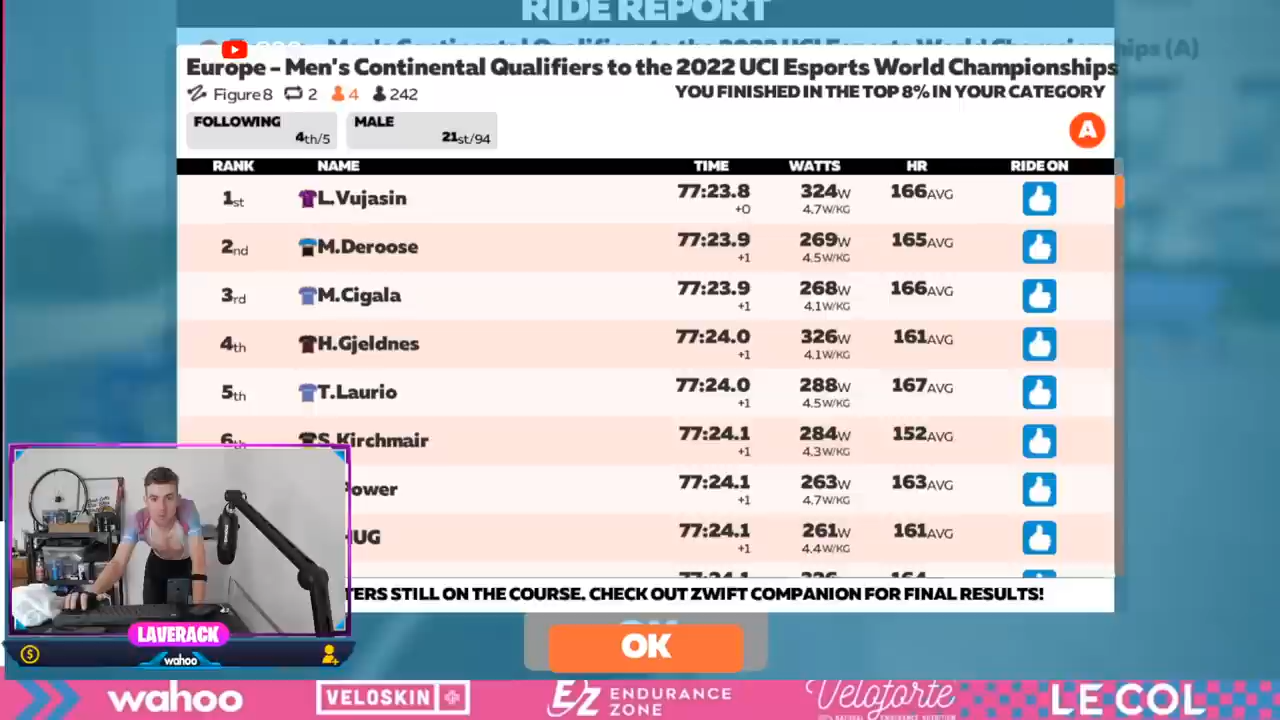 RIDE REPORT
Europe - Men's Continental Qualifiers to the 2022 UCI Esports World Championships
Figure 8 2 4 242
YOU FINISHED IN THE TOP 8% IN YOUR CATEGORY
FOLLOWING 4th/5
MALE 21st/94
A
RANK NAME TIME WATTS HR RIDE ON
1st L.Vujasin 77:23.8 324W 166AVG
+0 4.7W/KG
2nd M.Deroose 77:23.9 269W 165AVG
+1 4.5W/KG
3rd M.Cigala 77:23.9 268W 166AVG
+1 4.1W/KG
4th H.Gjeldnes 77:24.0 326W 161AVG
+1 4.1W/KG
5th T.Laurio 77:24.0 288W 167AVG
+1 4.5W/KG
6th S.Kirchmair 77:24.1 284W 152AVG
+1 4.3W/KG
Power 77:24.1 263W 163AVG
+1 4.7W/KG
HUG 77:24.1 261W 161AVG
+1 4.4W/KG
STILL ON THE COURSE. CHECK OUT ZWIFT COMPANION FOR FINAL RESULTS!
OK
LAVERACK
wahoo
wahoo
VELOSKIN
EZ ENDURANCE
ZONE
Veloforte
LE COL